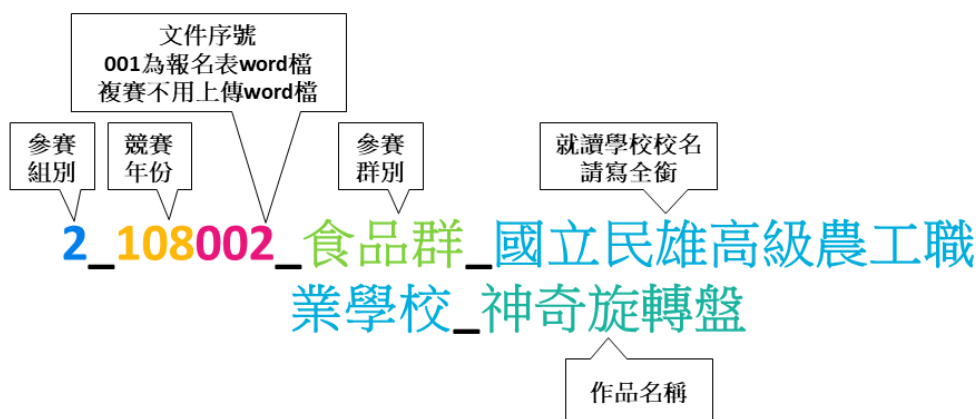 文件序號
001為報名表word檔
複賽不用上傳word檔
參賽
組別
競賽
年份
參賽
群別
就讀學校校名
請寫全銜
2_108002_食品群_國立民雄高級農工職
業學校_神奇旋轉盤
作品名稱